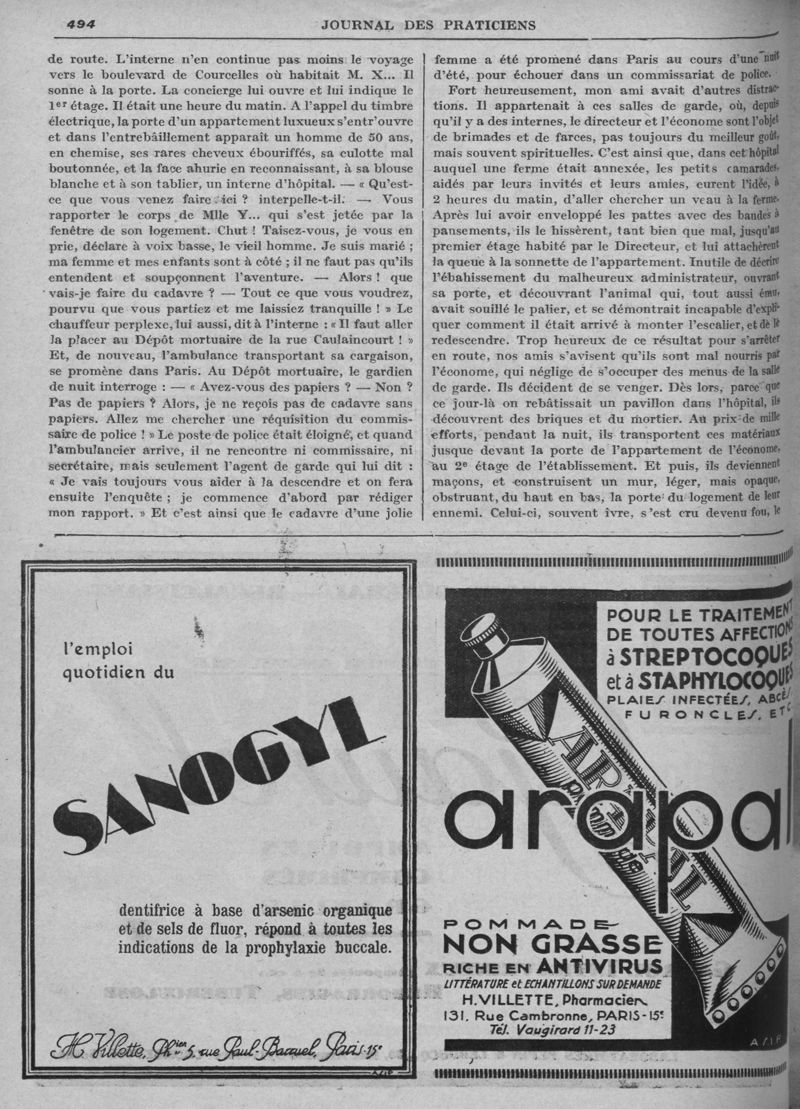 494
JOURNAL DES PRATICIENS
de route. L'interne n'en continue pas moins le voyage
vers le boulevard de Courcelles où habitait M. X... Il
sonne à la porte. La concierge lui ouvre et lui indique le
1er étage. Il était une heure du matin. A l'appel du timbre
électrique, la porte d'un appartement luxueux s'entr'ouvre
et dans l'entrebâillement apparaît un homme de 50 ans,
en chemise, ses rares cheveux ébouriffés, sa culotte mal
boutonnée, et la face ahurie en reconnaissant, à sa blouse
blanche et à son tablier, un interne d'hôpital. — « Qu'est-
ce que vous venez faire ici ? interpelle-t-il. — Vous
rapporter le corps de Mlle Y... qui s'est jetée par la
fenêtre de son logement. Chut ! Taisez-vous, je vous en
prie, déclare à voix basse, le vieil homme. Je suis marié ;
ma femme et mes enfants sont à côté ; il ne faut pas qu'ils
entendent et soupçonnent l'aventure. — Alors ! que
vais-je faire du cadavre ? — Tout ce que vous voudrez,
pourvu que vous partiez et me laissiez tranquille ! » Le
chauffeur perplexe, lui aussi, dit à l'interne : « Il faut aller
la placer au Dépôt mortuaire de la rue Caulaincourt ! »
Et, de nouveau, l'ambulance transportant sa cargaison,
se promène dans Paris. Au Dépôt mortuaire, le gardien
de nuit interroge : — « Avez-vous des papiers ? — Non ?
Pas de papiers ? Alors, je ne reçois pas de cadavre sans
papiers. Allez me chercher une réquisition du commis-
saire de police ! » Le poste de police était éloigné, et quand
l'ambulancier arrive, il ne rencontre ni commissaire, ni
secrétaire, mais seulement l'agent de garde qui lui dit :
« Je vais toujours vous aider à la descendre et on fera
ensuite l'enquête ; je commence d'abord par rédiger
mon rapport. » Et c'est ainsi que le cadavre d'une jolie
femme a été promené dans Paris au cours d'une nuit
d'été, pour échouer dans un commissariat de police.
Fort heureusement, mon ami avait d'autres distrac-
tions. Il appartenait à ces salles de garde, où, depuis
qu'il y a des internes, le directeur et l'économe sont l'objet
de brimades et de farces, pas toujours du meilleur goût,
mais souvent spirituelles. C'est ainsi que, dans cet hôpital
auquel une ferme était annexée, les petits camarades,
aidés par leurs invités et leurs amies, eurent l'idée, à
2 heures du matin, d'aller chercher un veau à la ferme.
Après lui avoir enveloppé les pattes avec des bandes à
pansements, ils le hissèrent, tant bien que mal, jusqu'au
premier étage habité par le Directeur, et lui attachèrent
la queue à la sonnette de l'appartement. Inutile de décrire
l'ébahissement du malheureux administrateur, ouvrant
sa porte, et découvrant l'animal qui, tout aussi ému,
avait souillé le palier, et se démontrait incapable d'expli-
quer comment il était arrivé à monter l'escalier, et de le
redescendre. Trop heureux de ce résultat pour s'arrêter
en route, nos amis s'avisent qu'ils sont mal nourris par
l'économe, qui néglige de s'occuper des menus de la salle
de garde. Ils décident de se venger. Dès lors, parce que
ce jour-là on rebâtissait un pavillon dans l'hôpital, ils
découvrent des briques et du mortier. Au prix de mille
efforts, pendant la nuit, ils transportent ces matériaux
jusque devant la porte de l'appartement de l'économe,
au 2e étage de l'établissement. Et puis, ils deviennent
maçons, et construisent un mur, léger, mais opaque,
obstruant, du haut en bas, la porte du logement de leur
ennemi. Celui-ci, souvent ivre, s'est cru devenu fou, le
l'emploi
quotidien du
SANOGYL
dentifrice à base d'arsenic organique
et de sels de fluor, répond à toutes les
indications de la prophylaxie buccale.
H. Villette, Phien 5, rue Paul-Barruel, Paris-15e
POUR LE TRAITEMENT
DE TOUTES AFFECTIONS
à STREPTOCOQUES
et à STAPHYLOCOQUES
PLAIES INFECTÉES, ABCÈS
FURONCLES, ETC
arapal
POMMADE
NON GRASSE
RICHE EN ANTIVIRUS
LITTÉRATURE et ECHANTILLONS SUR DEMANDE
H. VILLETTE, Pharmacien
131, Rue Cambronne, PARIS-15e
Tél. Vaugirard 11-23